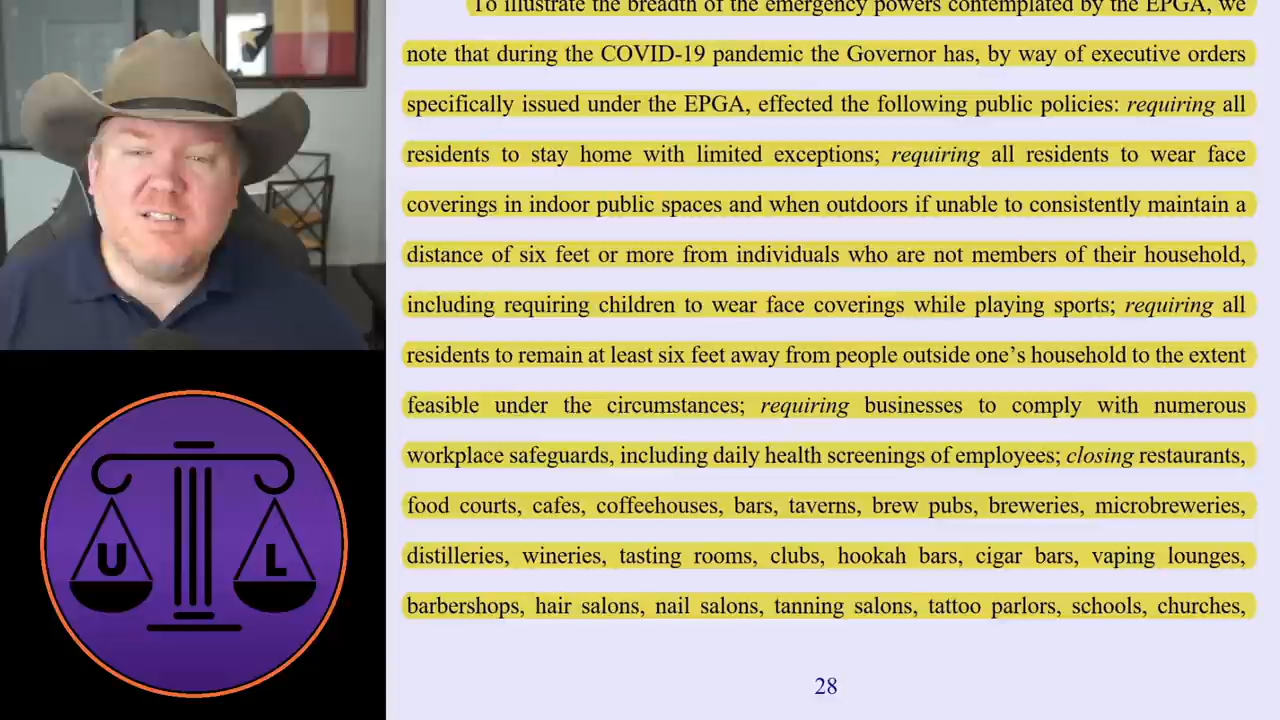 To illustrate the breadth of the emergency powers contemplated by the EPGA, we
note that during the COVID-19 pandemic the Governor has, by way of executive orders
specifically issued under the EPGA, effected the following public policies: requiring all
residents to stay home with limited exceptions; requiring all residents to wear face
coverings in indoor public spaces and when outdoors if unable to consistently maintain a
distance of six feet or more from individuals who are not members of their household,
including requiring children to wear face coverings while playing sports; requiring all
residents to remain at least six feet away from people outside one’s household to the extent
feasible under the circumstances; requiring businesses to comply with numerous
workplace safeguards, including daily health screenings of employees; closing restaurants,
food courts, cafes, coffeehouses, bars, taverns, brew pubs, breweries, microbreweries,
distilleries, wineries, tasting rooms, clubs, hookah bars, cigar bars, vaping lounges,
barbershops, hair salons, nail salons, tanning salons, tattoo parlors, schools, churches,
28
U L